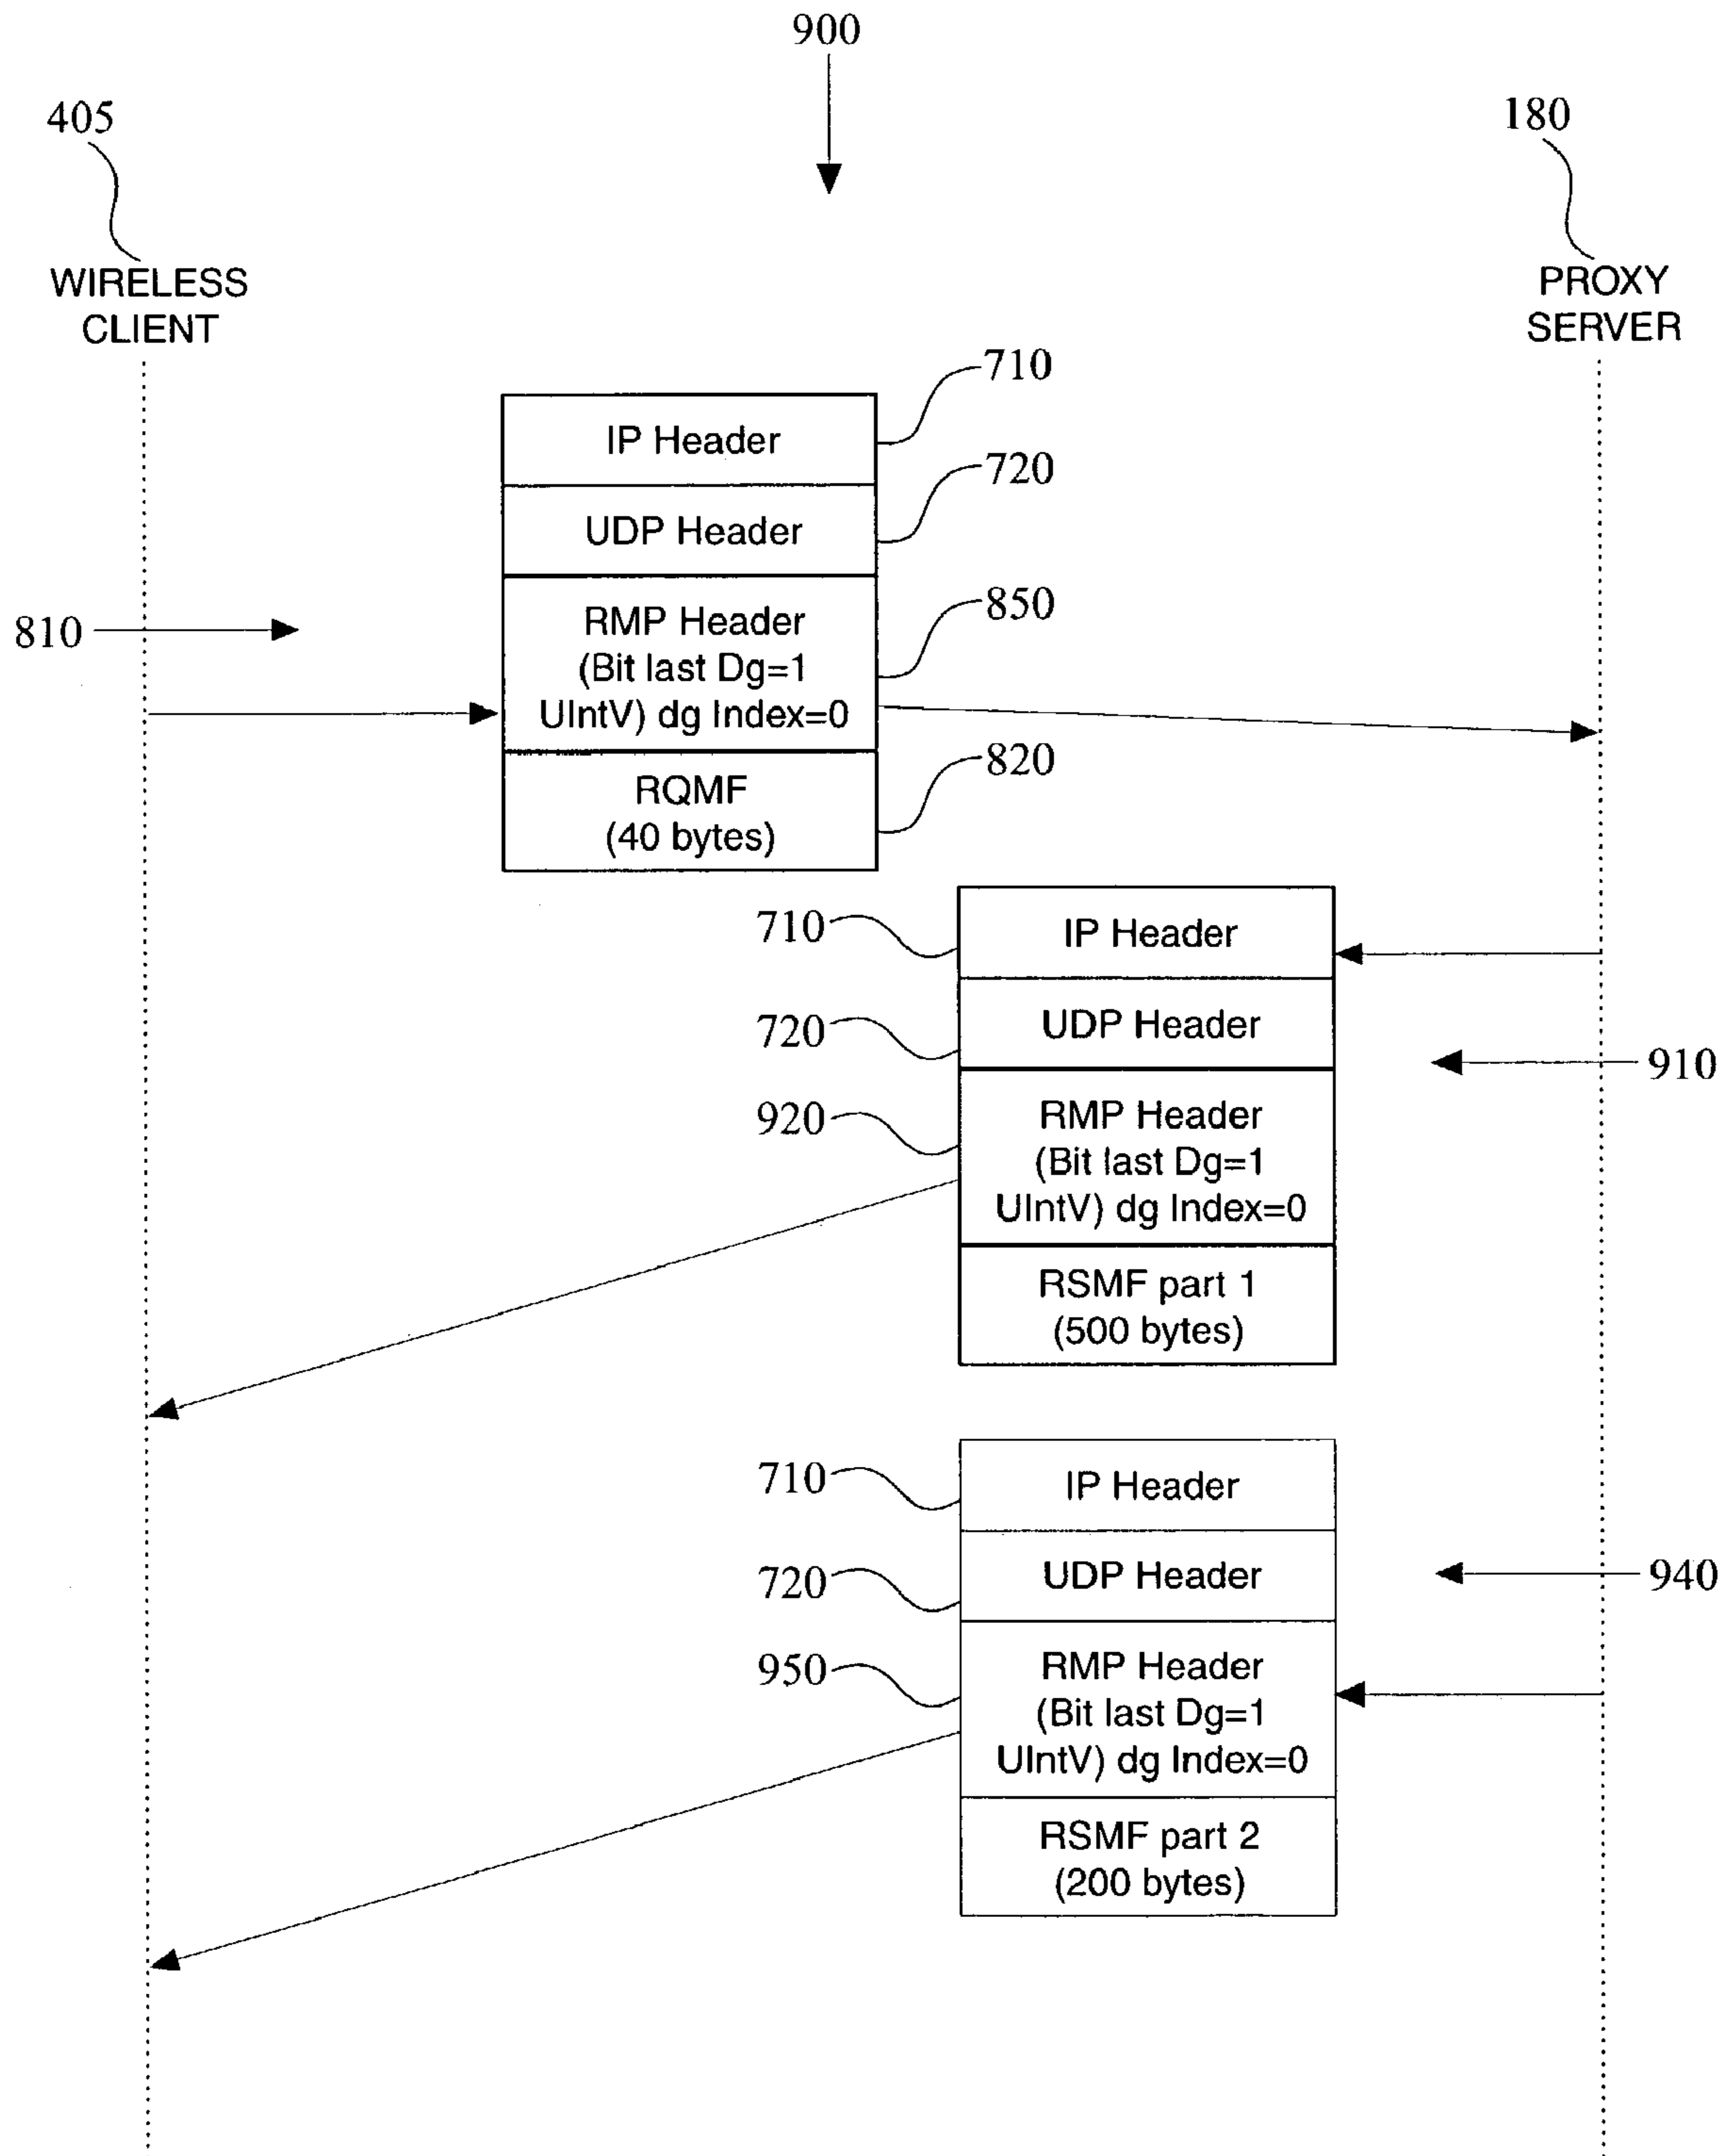 900
405
180
WIRELESS
CLIENT
PROXY
SERVER
710
IP Header
720
UDP Header
810
850
RMP Header
(Bit last Dg=1
UIntV) dg Index=0
820
RQMF
(40 bytes)
710
IP Header
720
UDP Header
910
920
RMP Header
(Bit last Dg=1
UIntV) dg Index=0
RSMF part 1
(500 bytes)
710
IP Header
720
UDP Header
940
950
RMP Header
(Bit last Dg=1
UIntV) dg Index=0
RSMF part 2
(200 bytes)